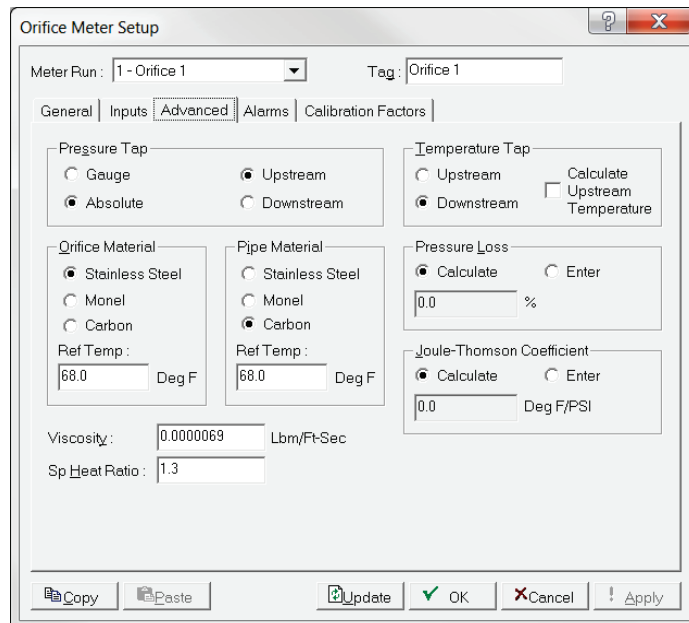 Orifice Meter Setup
Meter Run : 1 - Orifice 1 Tag : Orifice 1
General Inputs Advanced Alarms Calibration Factors
Pressure Tap
Gauge Upstream
Absolute Downstream
Temperature Tap
Upstream
Downstream
Calculate
Upstream
Temperature
Orifice Material
Stainless Steel
Monel
Carbon
Ref Temp :
68.0 Deg F
Pipe Material
Stainless Steel
Monel
Carbon
Ref Temp :
68.0 Deg F
Pressure Loss
Calculate Enter
0.0 %
Joule-Thomson Coefficient
Calculate Enter
0.0 Deg F/PSI
Viscosity : 0.0000069 Lbm/Ft-Sec
Sp Heat Ratio : 1.3
Copy Paste Update OK Cancel ! Apply